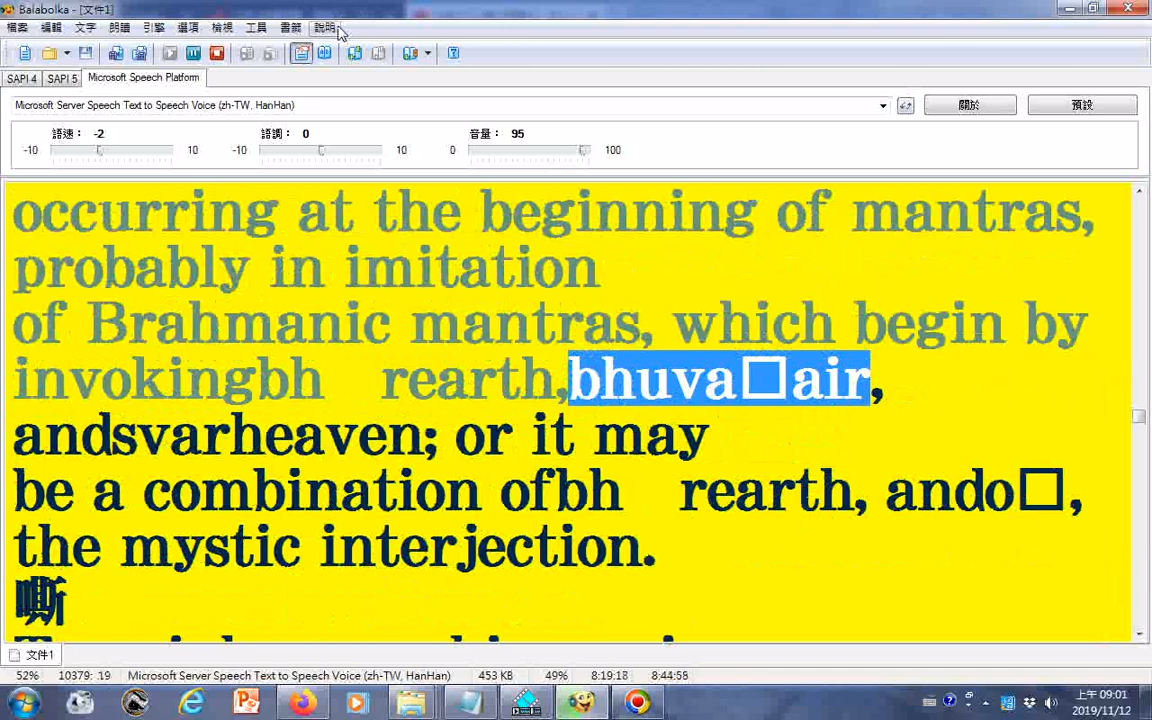 Balabolka - [文件1]
檔案 編輯 文字 朗讀 引擎 選項 檢視 工具 書籤 說明
SAPI 4 SAPI 5 Microsoft Speech Platform
Microsoft Server Speech Text to Speech Voice (zh-TW, HanHan) 關於 預設
語速： -2 語調： 0 音量： 95
-10 10 -10 10 0 100
occurring at the beginning of mantras,
probably in imitation
of Brahmanic mantras, which begin by
invokingbh rearth,bhuva□air,
andsvarheaven; or it may
be a combination ofbh rearth, ando□,
the mystic interjection.
嘶
文件1
52% 10379: 19 Microsoft Server Speech Text to Speech Voice (zh-TW, HanHan) 453 KB 49% 8:19:18 8:44:58
上午 09:01
2019/11/12